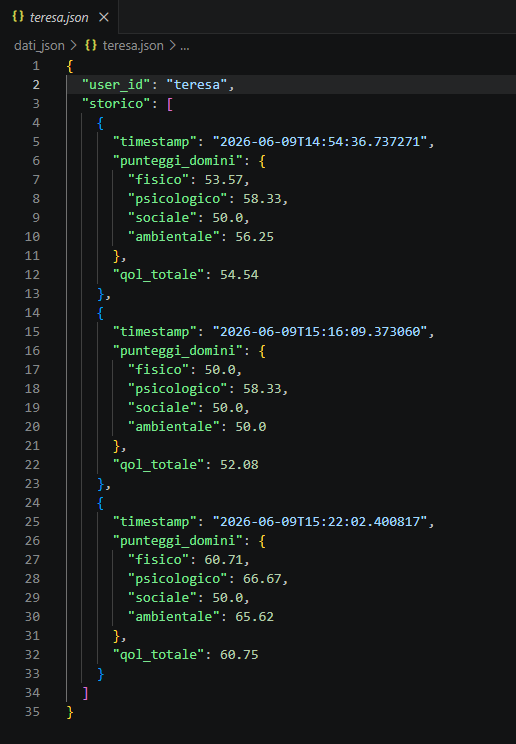 {} teresa.json ×
dati_json > {} teresa.json > ...
1 {
2   "user_id": "teresa",
3   "storico": [
4     {
5       "timestamp": "2026-06-09T14:54:36.737271",
6       "punteggi_domini": {
7         "fisico": 53.57,
8         "psicologico": 58.33,
9         "sociale": 50.0,
10         "ambientale": 56.25
11       },
12       "qol_totale": 54.54
13     },
14     {
15       "timestamp": "2026-06-09T15:16:09.373060",
16       "punteggi_domini": {
17         "fisico": 50.0,
18         "psicologico": 58.33,
19         "sociale": 50.0,
20         "ambientale": 50.0
21       },
22       "qol_totale": 52.08
23     },
24     {
25       "timestamp": "2026-06-09T15:22:02.400817",
26       "punteggi_domini": {
27         "fisico": 60.71,
28         "psicologico": 66.67,
29         "sociale": 50.0,
30         "ambientale": 65.62
31       },
32       "qol_totale": 60.75
33     }
34   ]
35 }